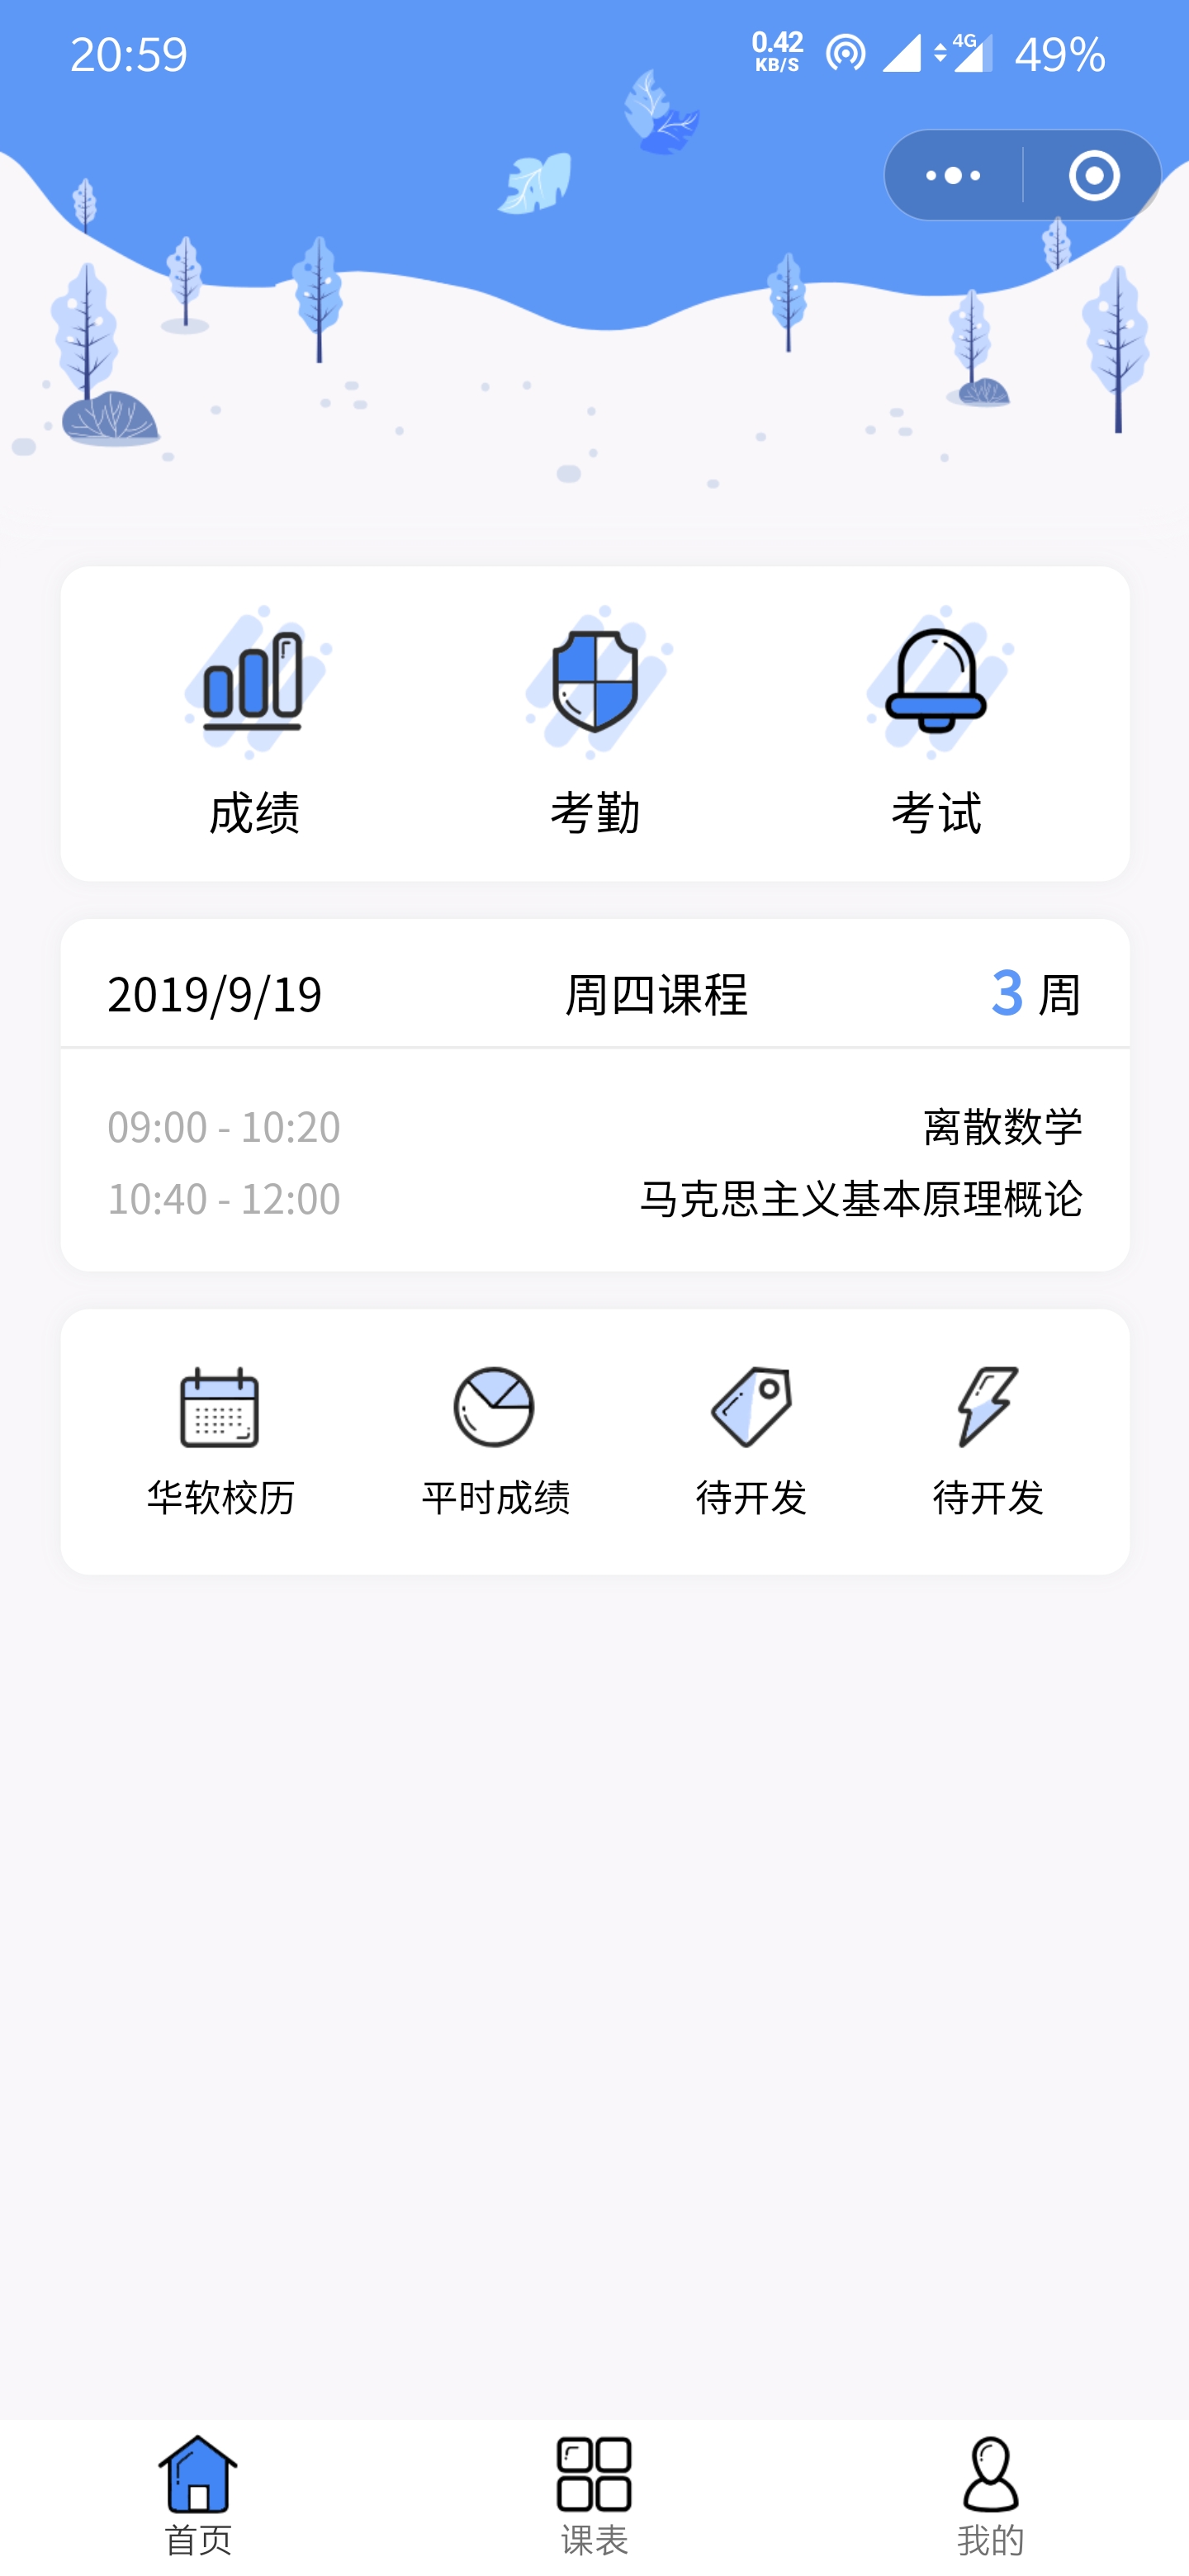 20:59
0.42 KB/S 4G 49%
成绩 考勤 考试
2019/9/19 周四课程 3 周
09:00 - 10:20 离散数学
10:40 - 12:00 马克思主义基本原理概论
华软校历 平时成绩 待开发 待开发
首页 课表 我的